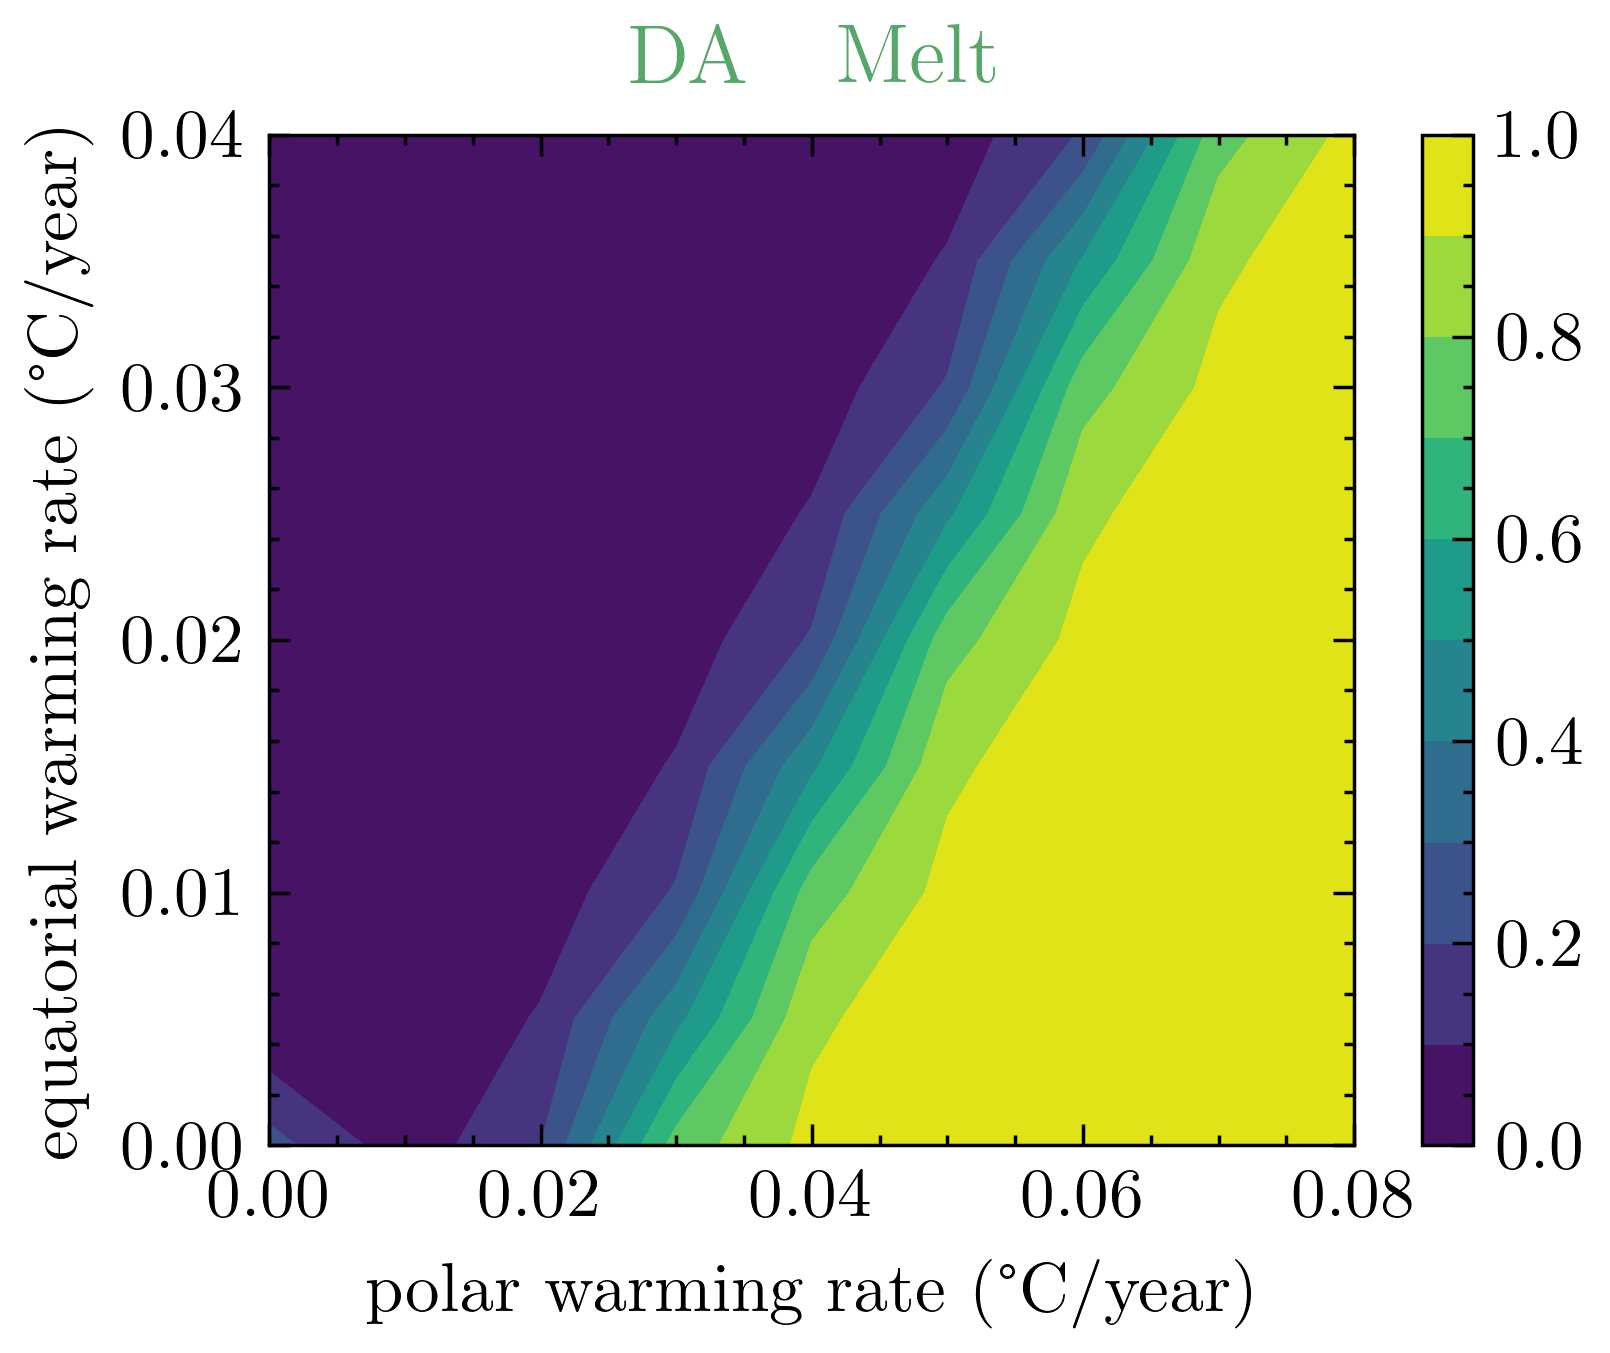 DA Melt
equatorial warming rate (°C/year)
0.04
0.03
0.02
0.01
0.00
0.00 0.02 0.04 0.06 0.08
polar warming rate (°C/year)
1.0
0.8
0.6
0.4
0.2
0.0